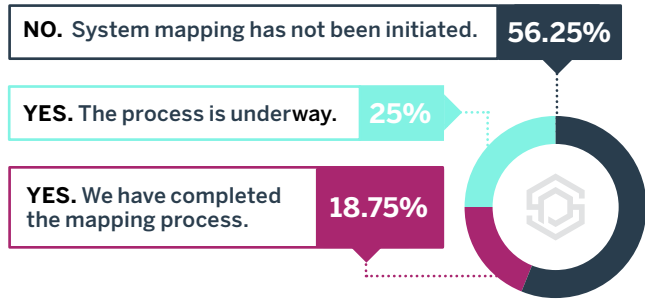 NO. System mapping has not been initiated. 56.25%
YES. The process is underway. 25%
YES. We have completed
the mapping process.
18.75%